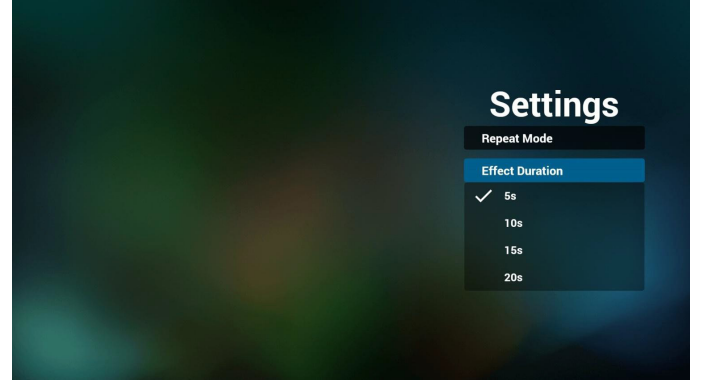 Settings
Repeat Mode
Effect Duration
5s
10s
15s
20s